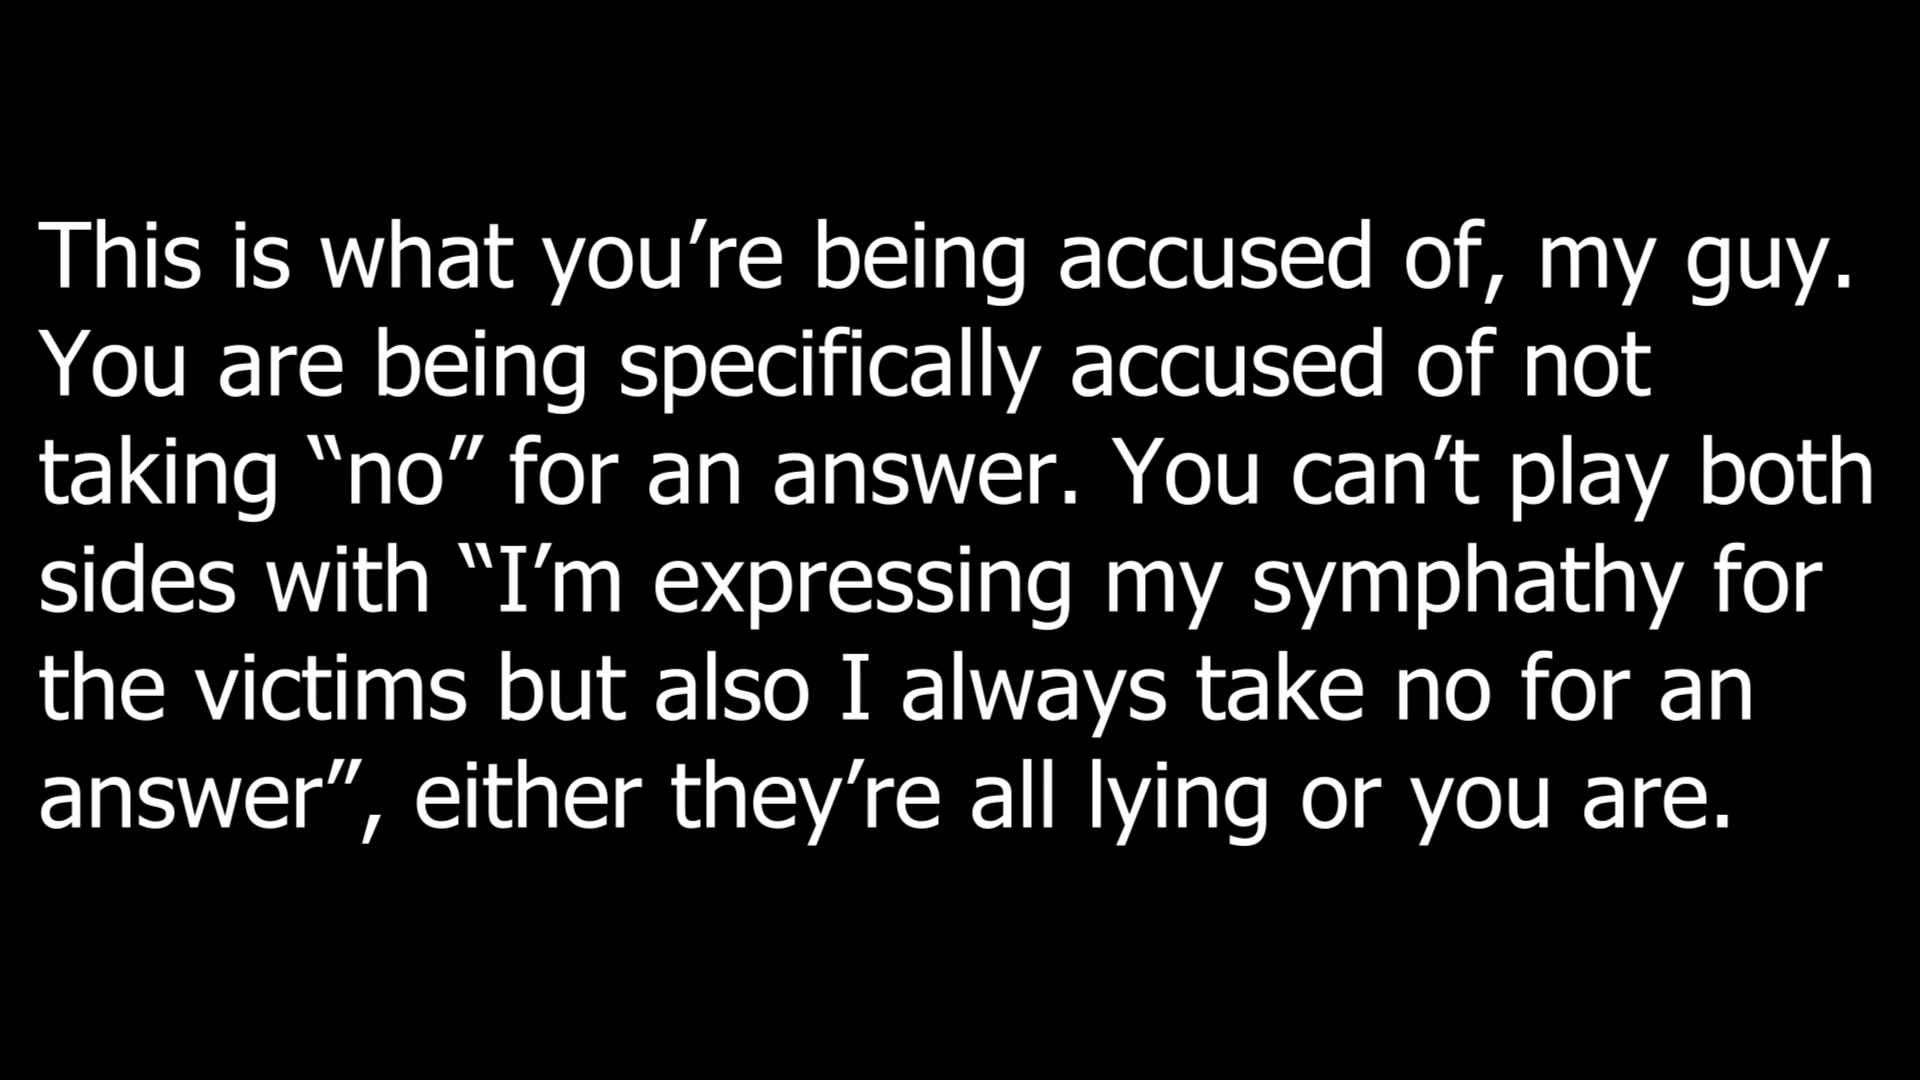 This is what you’re being accused of, my guy.
You are being specifically accused of not
taking “no” for an answer. You can’t play both
sides with “I’m expressing my symphathy for
the victims but also I always take no for an
answer”, either they’re all lying or you are.